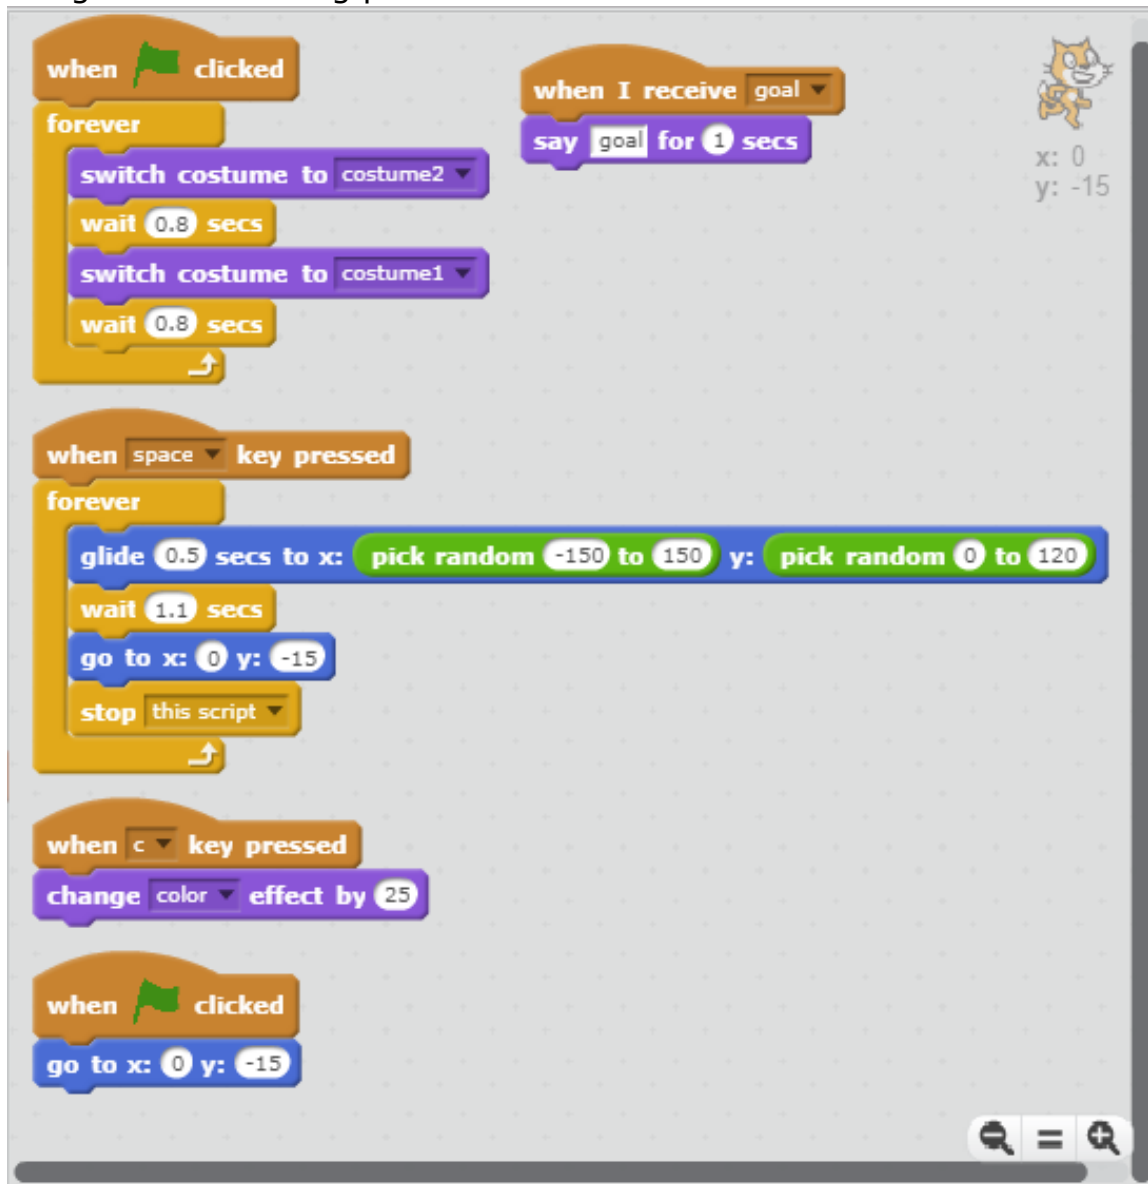 when clicked
forever
switch costume to costume2
wait 0.8 secs
switch costume to costume1
wait 0.8 secs
when I receive goal
say goal for 1 secs
x: 0
y: -15
when space key pressed
forever
glide 0.5 secs to x: pick random -150 to 150 y: pick random 0 to 120
wait 1.1 secs
go to x: 0 y: -15
stop this script
when c key pressed
change color effect by 25
when clicked
go to x: 0 y: -15